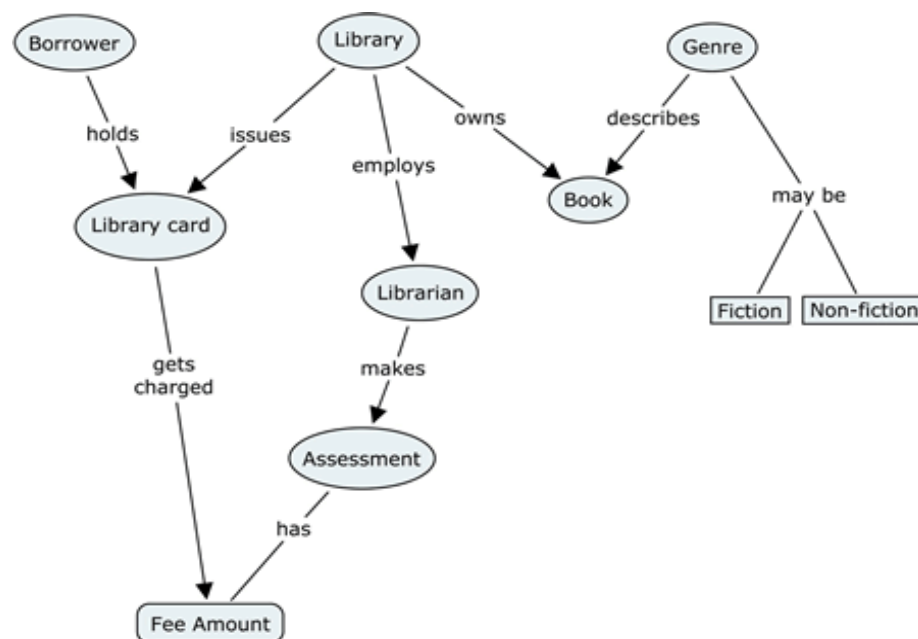 Borrower
Library
Genre
holds
issues
owns
describes
employs
Library card
Book
may be
Librarian
Fiction
Non-fiction
gets
charged
makes
Assessment
has
Fee Amount